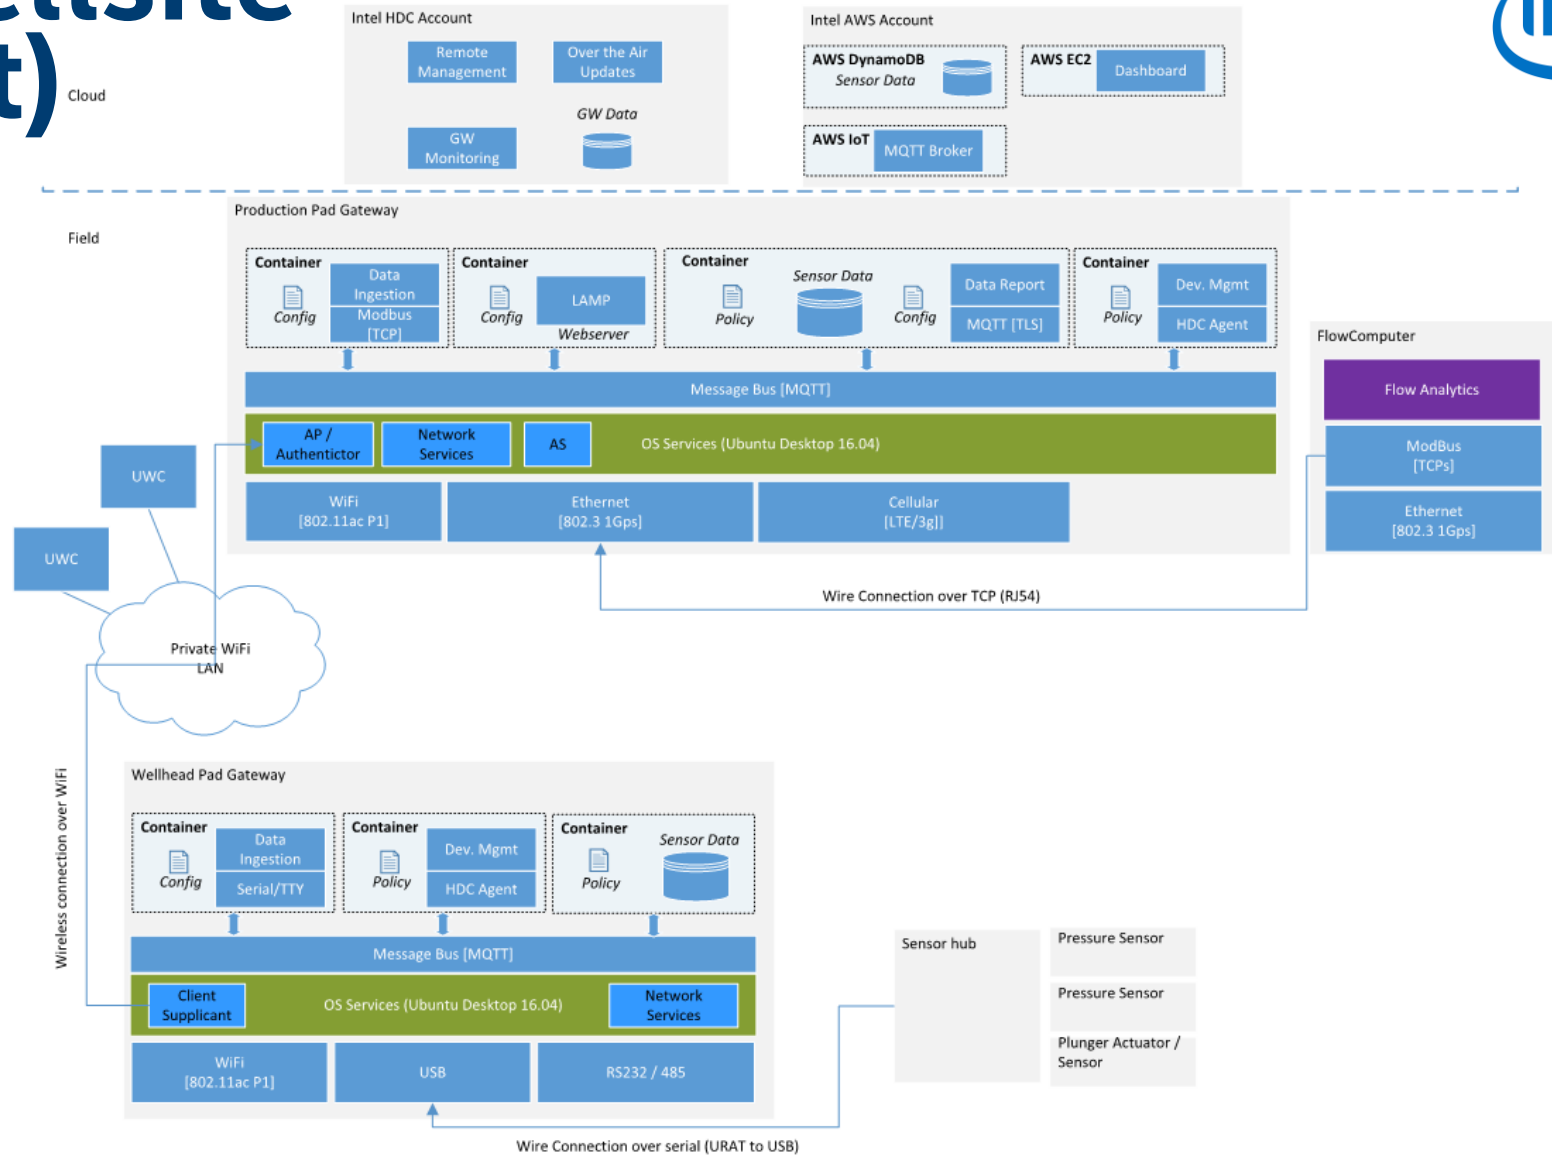 ellsite
t)
Intel HDC Account
Remote
Management
Over the Air
Updates
GW Data
GW
Monitoring
Intel AWS Account
AWS DynamoDB
Sensor Data
AWS EC2
Dashboard
AWS IoT
MQTT Broker
Cloud
Field
Production Pad Gateway
Container
Config
Data
Ingestion
Modbus
[TCP]
Container
Config
LAMP
Webserver
Container
Policy
Sensor Data
Config
Data Report
MQTT [TLS]
Container
Policy
Dev. Mgmt
HDC Agent
Message Bus [MQTT]
AP /
Authentictor
Network
Services
AS
OS Services (Ubuntu Desktop 16.04)
WiFi
[802.11ac P1]
Ethernet
[802.3 1Gps]
Cellular
[LTE/3g]]
FlowComputer
Flow Analytics
ModBus
[TCPs]
Ethernet
[802.3 1Gps]
UWC
UWC
Wire Connection over TCP (RJ54)
Private WiFi
LAN
Wireless connection over WiFi
Wellhead Pad Gateway
Container
Config
Data
Ingestion
Serial/TTY
Container
Policy
Dev. Mgmt
HDC Agent
Container
Policy
Sensor Data
Message Bus [MQTT]
Client
Supplicant
OS Services (Ubuntu Desktop 16.04)
Network
Services
WiFi
[802.11ac P1]
USB
RS232 / 485
Sensor hub
Pressure Sensor
Pressure Sensor
Plunger Actuator /
Sensor
Wire Connection over serial (URAT to USB)